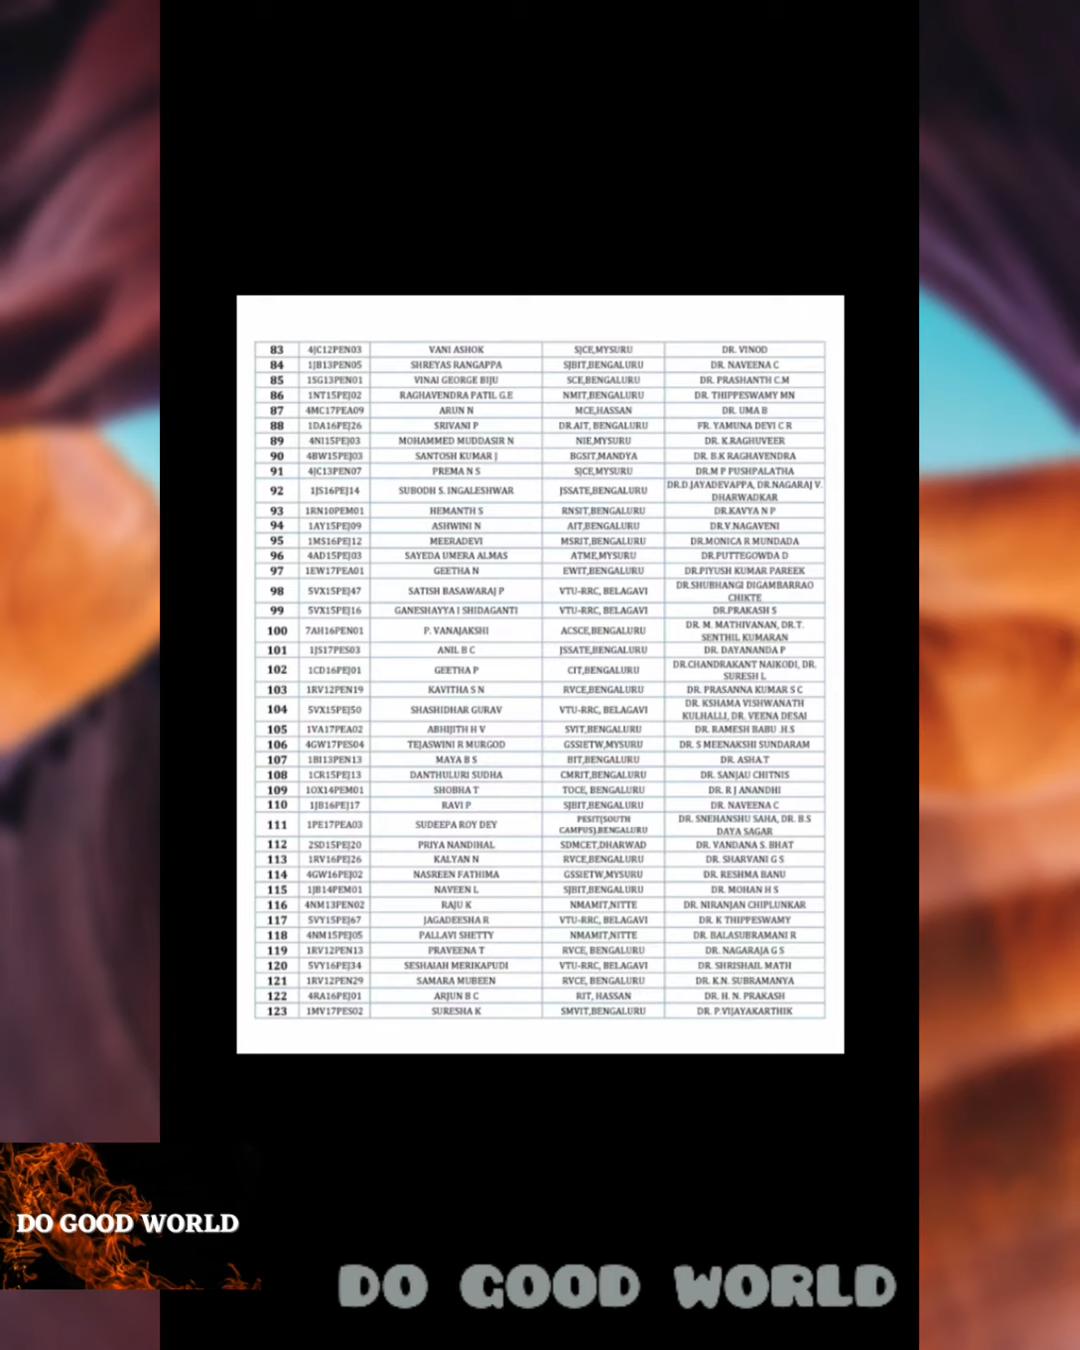 83 4JC12PEN03 VANI ASHOK SJCE,MYSURU DR. VINOD
84 1JB13PEN05 SHREYAS RANGAPPA SJBIT,BENGALURU DR. NAVEENA C
85 1SG13PEN01 VINAI GEORGE BIJU SCE,BENGALURU DR. PRASHANTH C.M
86 1NT15PEJ02 RAGHAVENDRA PATIL G.E NMIT,BENGALURU DR. THIPPESWAMY MN
87 4MC17PEA09 ARUN N MCE,HASSAN DR. UMA B
88 1DA16PEJ26 SRIVANI P DR.AIT, BENGALURU FR. YAMUNA DEVI C R
89 4NI15PEJ03 MOHAMMED MUDDASIR N NIE,MYSURU DR. K.RAGHUVEER
90 4BW15PEJ03 SANTOSH KUMAR J BGSIT,MANDYA DR. B.K RAGHAVENDRA
91 4JC13PEN07 PREMA N S SJCE,MYSURU DR.M P PUSHPALATHA
92 1JS16PEJ14 SUBODH S. INGALESHWAR JSSATE,BENGALURU DR.D.JAYADEVAPPA, DR.NAGARAJ V.
DHARWADKAR
93 1RN10PEM01 HEMANTH S RNSIT,BENGALURU DR.KAVYA N P
94 1AY15PEJ09 ASHWINI N AIT,BENGALURU DR.V.NAGAVENI
95 1MS16PEJ12 MEERADEVI MSRIT,BENGALURU DR.MONICA R MUNDADA
96 4AD15PEJ03 SAYEDA UMERA ALMAS ATME,MYSURU DR.PUTTEGOWDA D
97 1EW17PEA01 GEETHA N EWIT,BENGALURU DR.PIYUSH KUMAR PAREEK
98 5VX15PEJ47 SATISH BASAWARAJ P VTU-RRC, BELAGAVI DR.SHUBHANGI DIGAMBARRAO
CHIKTE
99 5VX15PEJ16 GANESHAYYA I SHIDAGANTI VTU-RRC, BELAGAVI DR.PRAKASH S
100 7AH16PEN01 P. VANAJAKSHI ACSCE,BENGALURU DR. M. MATHIVANAN, DR.T.
SENTHIL KUMARAN
101 1JS17PES03 ANIL B C JSSATE,BENGALURU DR. DAYANANDA P
102 1CD16PEJ01 GEETHA P CIT,BENGALURU DR.CHANDRAKANT NAIKODI, DR.
SURESH L
103 1RV12PEN19 KAVITHA S N RVCE,BENGALURU DR. PRASANNA KUMAR S C
104 5VX15PEJ50 SHASHIDHAR GURAV VTU-RRC, BELAGAVI DR. KSHAMA VISHWANATH
KULHALLI, DR. VEENA DESAI
105 1VA17PEA02 ABHIJITH H V SVIT,BENGALURU DR. RAMESH BABU .H.S
106 4GW17PES04 TEJASWINI R MURGOD GSSIETW,MYSURU DR. S MEENAKSHI SUNDARAM
107 1BI13PEN13 MAYA B S BIT,BENGALURU DR. ASHA.T
108 1CR15PEJ13 DANTHULURI SUDHA CMRIT,BENGALURU DR. SANJAU CHITNIS
109 1OX14PEM01 SHOBHA T TOCE, BENGALURU DR. R J ANANDHI
110 1JB16PEJ17 RAVI P SJBIT,BENGALURU DR. NAVEENA C
111 1PE17PEA03 SUDEEPA ROY DEY PESIT(SOUTH
CAMPUS),BENGALURU DR. SNEHANSHU SAHA, DR. B.S
DAYA SAGAR
112 2SD15PEJ20 PRIYA NANDIHAL SDMCET,DHARWAD DR. VANDANA S. BHAT
113 1RV16PEJ26 KALYAN N RVCE,BENGALURU DR. SHARVANI G S
114 4GW16PEJ02 NASREEN FATHIMA GSSIETW,MYSURU DR. RESHMA BANU
115 1JB14PEM01 NAVEEN L SJBIT,BENGALURU DR. MOHAN H S
116 4NM13PEN02 RAJU K NMAMIT,NITTE DR. NIRANJAN CHIPLUNKAR
117 5VY15PEJ67 JAGADEESHA R VTU-RRC, BELAGAVI DR. K THIPPESWAMY
118 4NM15PEJ05 PALLAVI SHETTY NMAMIT,NITTE DR. BALASUBRAMANI R
119 1RV12PEN13 PRAVEENA T RVCE, BENGALURU DR. NAGARAJA G S
120 5VY16PEJ34 SESHAIAH MERIKAPUDI VTU-RRC, BELAGAVI DR. SHRISHAIL MATH
121 1RV12PEN29 SAMARA MUBEEN RVCE, BENGALURU DR. K.N. SUBRAMANYA
122 4RA16PEJ01 ARJUN B C RIT, HASSAN DR. H. N. PRAKASH
123 1MV17PES02 SURESHA K SMVIT,BENGALURU DR. P.VIJAYAKARTHIK
DO GOOD WORLD
DO GOOD WORLD